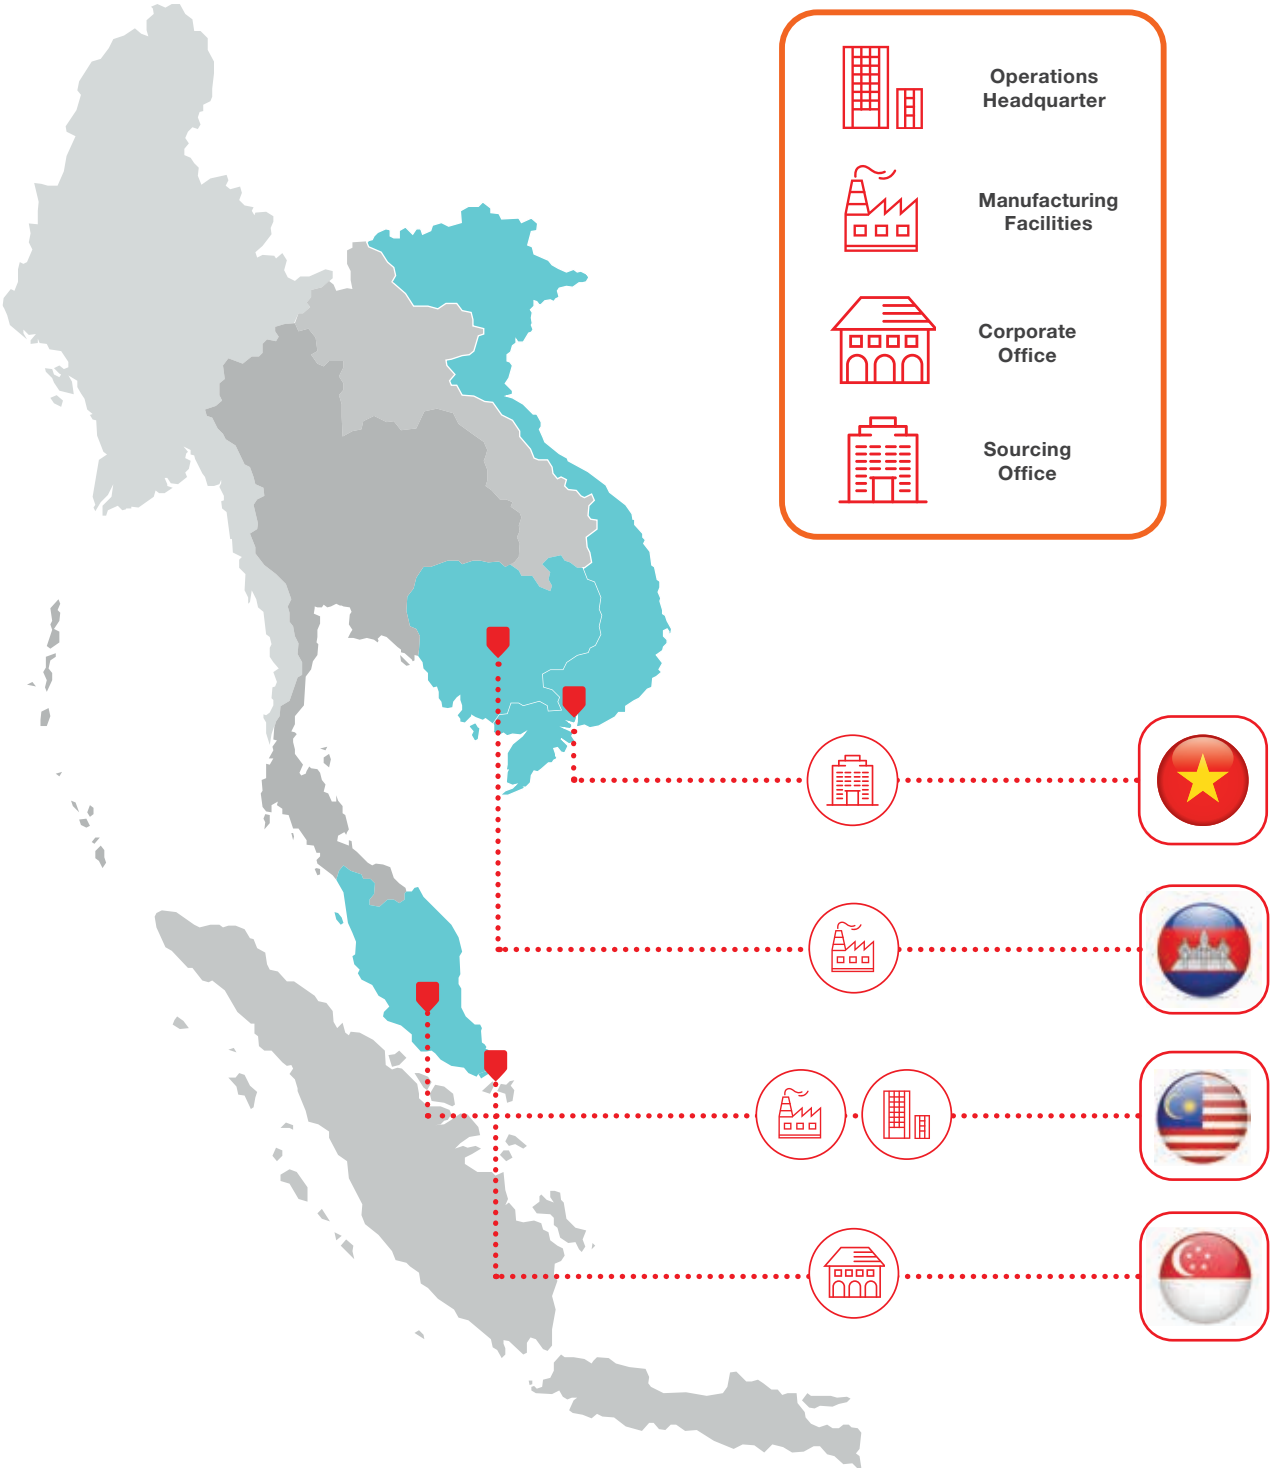 Operations
Headquarter
Manufacturing
Facilities
Corporate
Office
Sourcing
Office